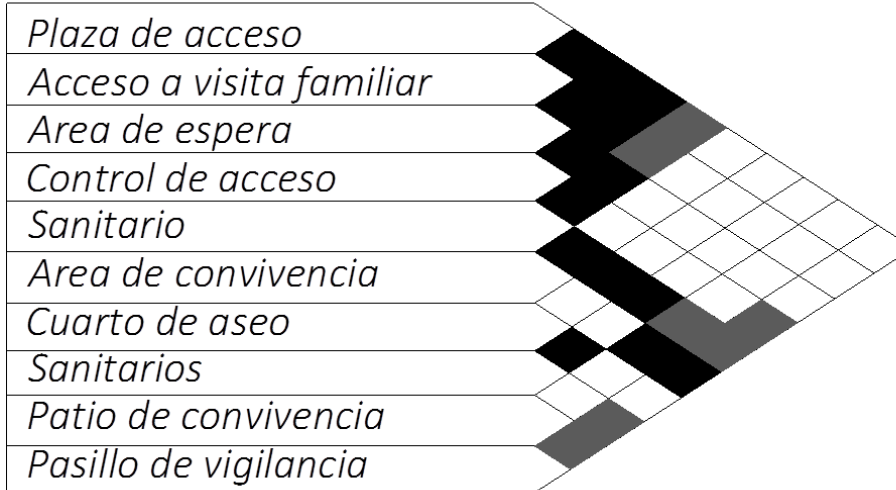 Plaza de acceso
Acceso a visita familiar
Area de espera
Control de acceso
Sanitario
Area de convivencia
Cuarto de aseo
Sanitarios
Patio de convivencia
Pasillo de vigilancia